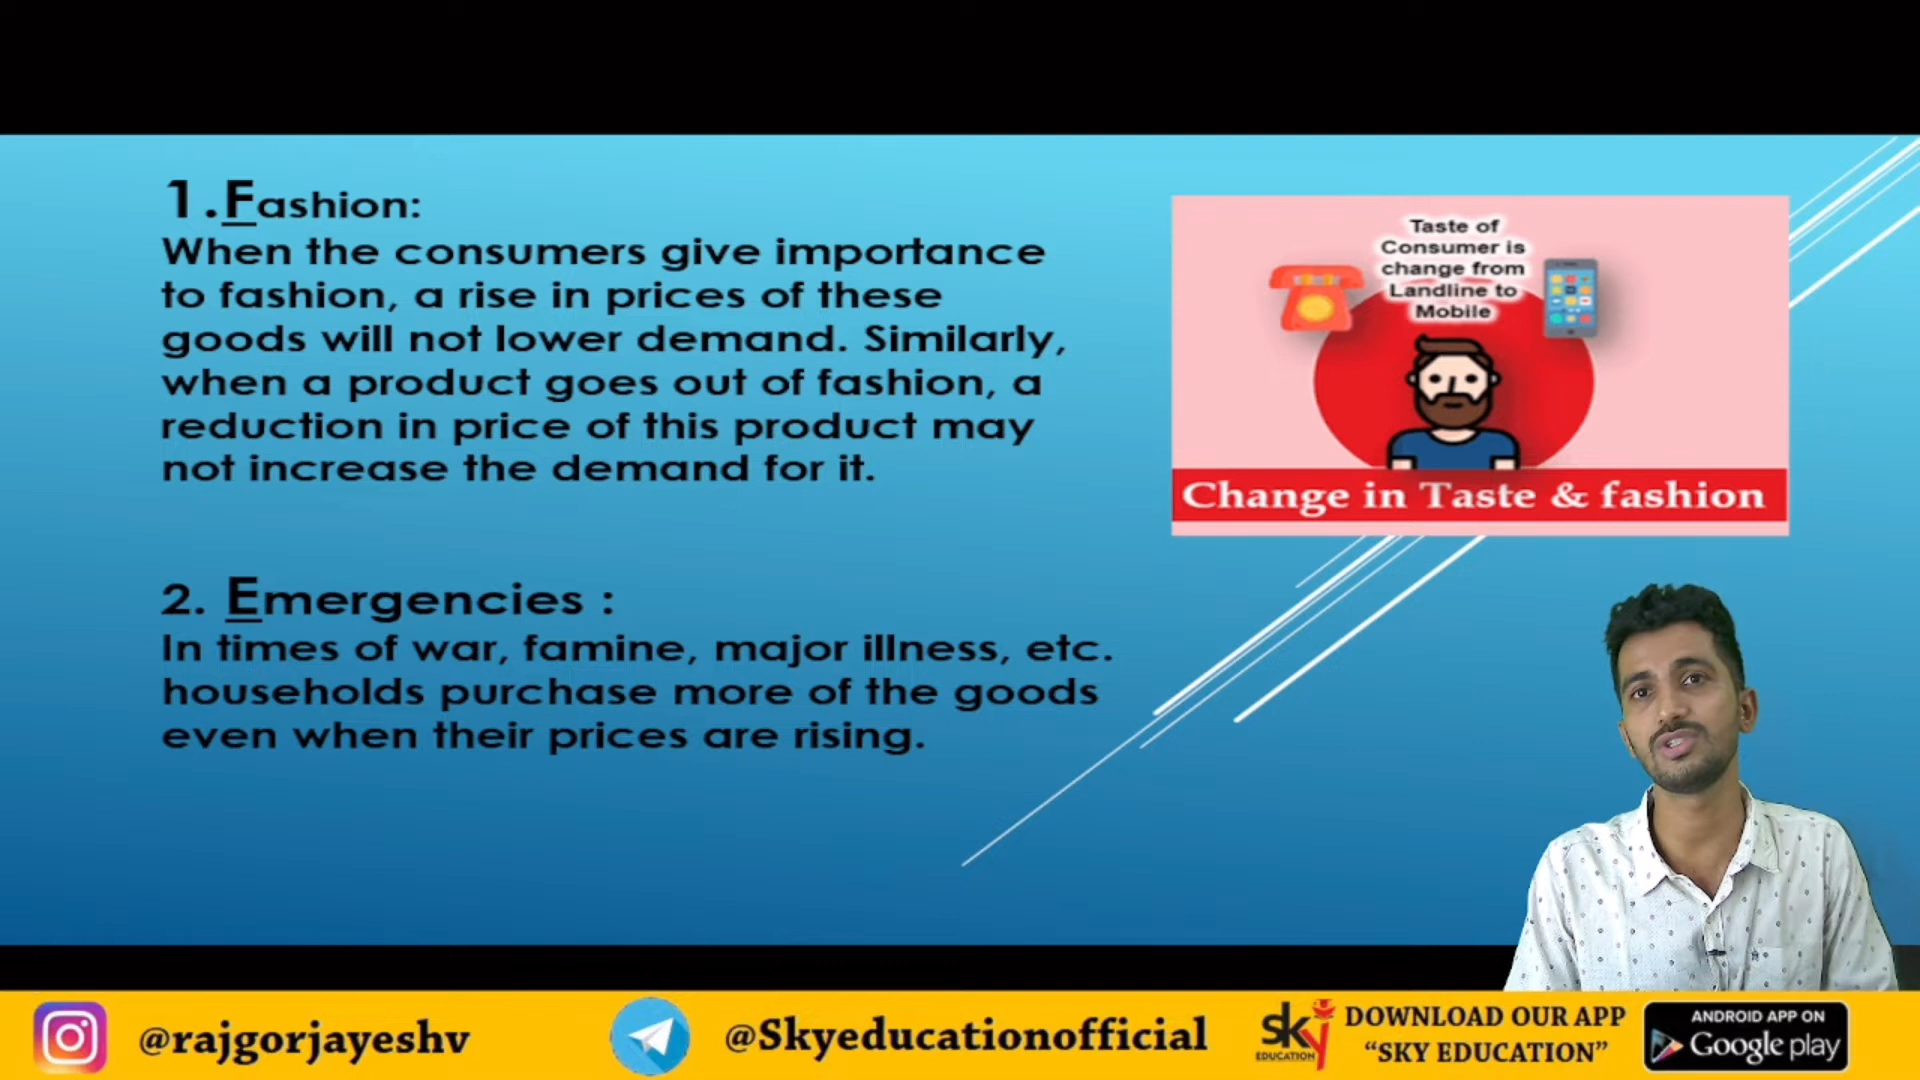 1.Fashion:
When the consumers give importance
to fashion, a rise in prices of these
goods will not lower demand. Similarly,
when a product goes out of fashion, a
reduction in price of this product may
not increase the demand for it.
2. Emergencies :
In times of war, famine, major illness, etc.
households purchase more of the goods
even when their prices are rising.
Taste of
Consumer is
change from
Landline to
Mobile
Change in Taste & fashion
@rajgorjayeshv
@Skyeducationofficial
sky
EDUCATION
DOWNLOAD OUR APP
“SKY EDUCATION”
ANDROID APP ON
Google play